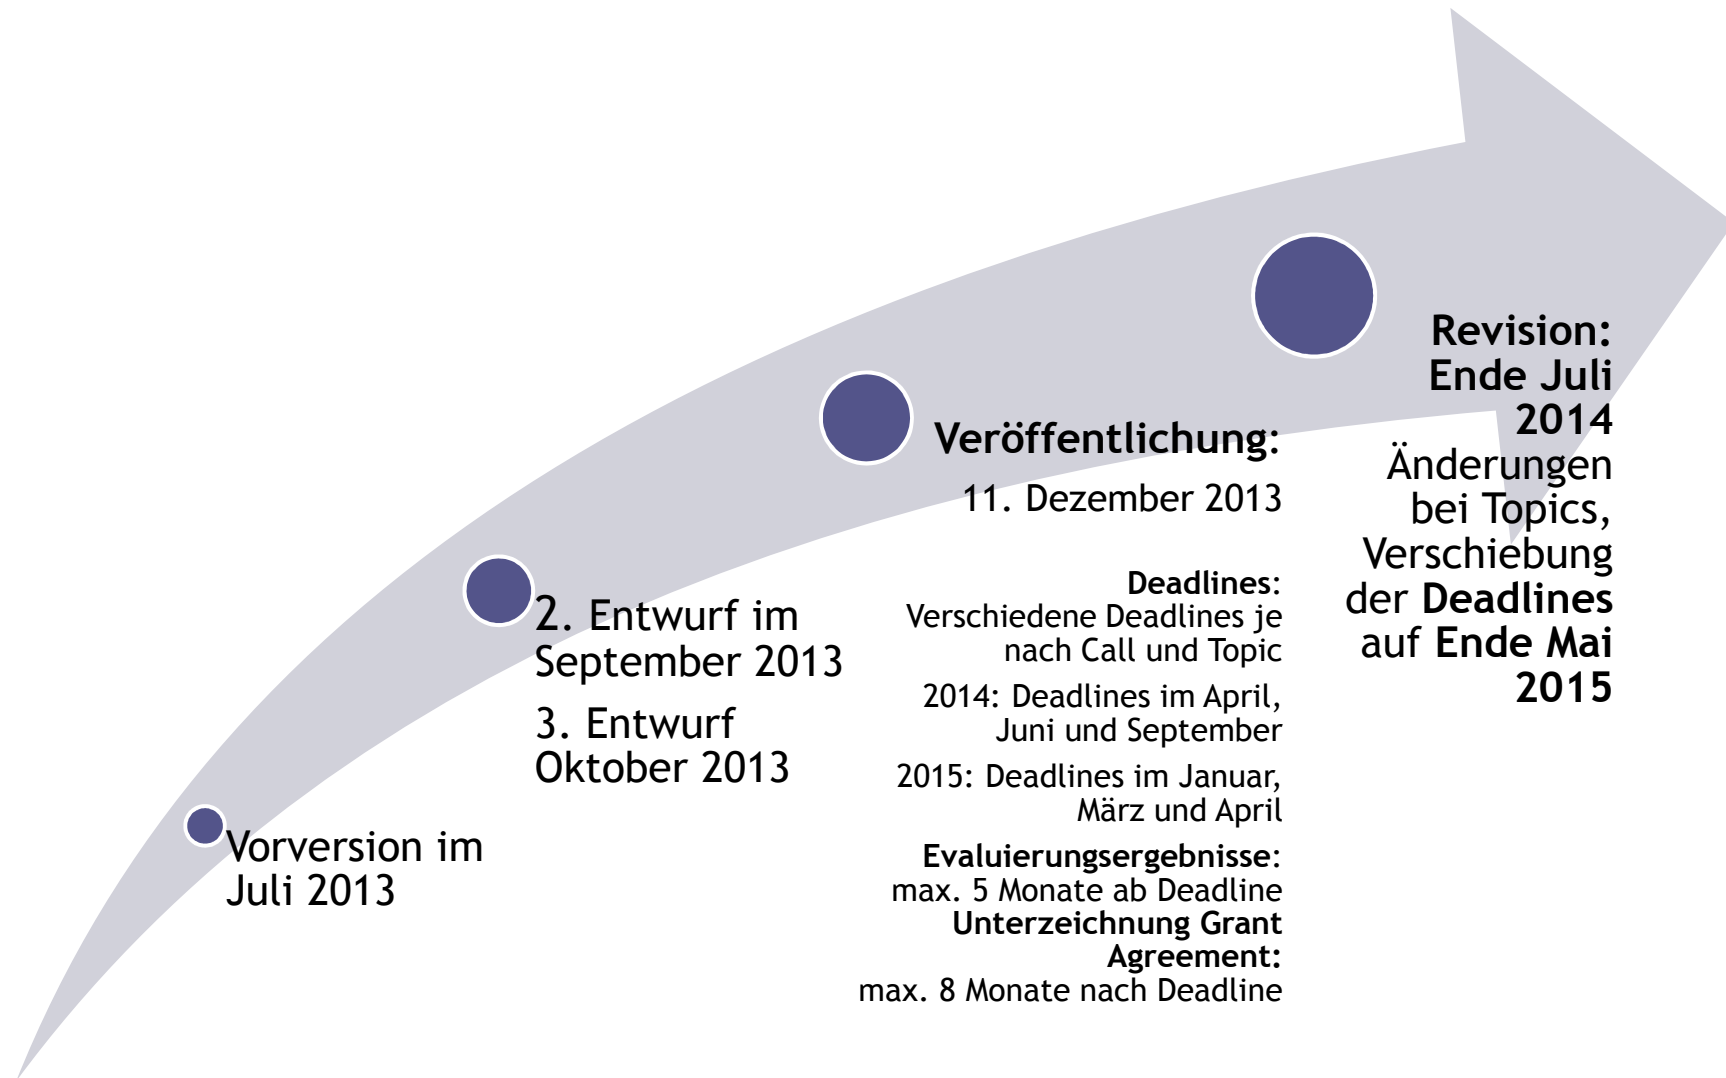 Vorversion im
Juli 2013
2. Entwurf im
September 2013
3. Entwurf
Oktober 2013
Veröffentlichung:
11. Dezember 2013
Deadlines:
Verschiedene Deadlines je
nach Call und Topic
2014: Deadlines im April,
Juni und September
2015: Deadlines im Januar,
März und April
Evaluierungsergebnisse:
max. 5 Monate ab Deadline
Unterzeichnung Grant
Agreement:
max. 8 Monate nach Deadline
Revision:
Ende Juli
2014
Änderungen
bei Topics,
Verschiebung
der Deadlines
auf Ende Mai
2015